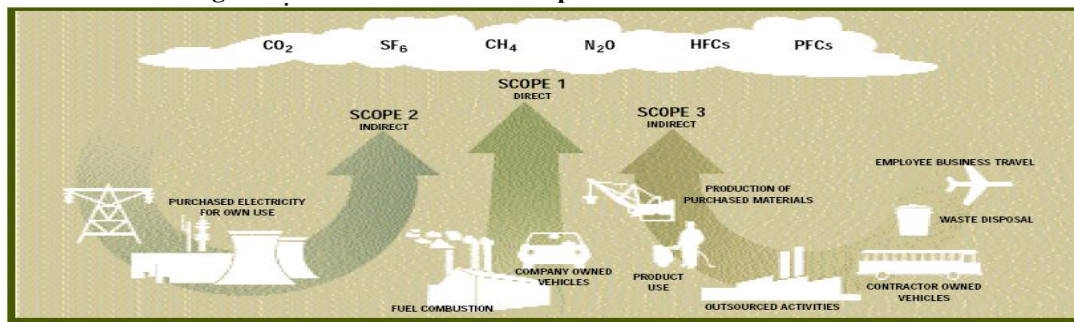 CO₂ SF₆ CH₄ N₂O HFCs PFCs
SCOPE 1
DIRECT
SCOPE 2
INDIRECT
SCOPE 3
INDIRECT
EMPLOYEE BUSINESS TRAVEL
PURCHASED ELECTRICITY
FOR OWN USE
PRODUCTION OF
PURCHASED MATERIALS
WASTE DISPOSAL
COMPANY OWNED
VEHICLES
PRODUCT
USE
CONTRACTOR OWNED
VEHICLES
FUEL COMBUSTION
OUTSOURCED ACTIVITIES